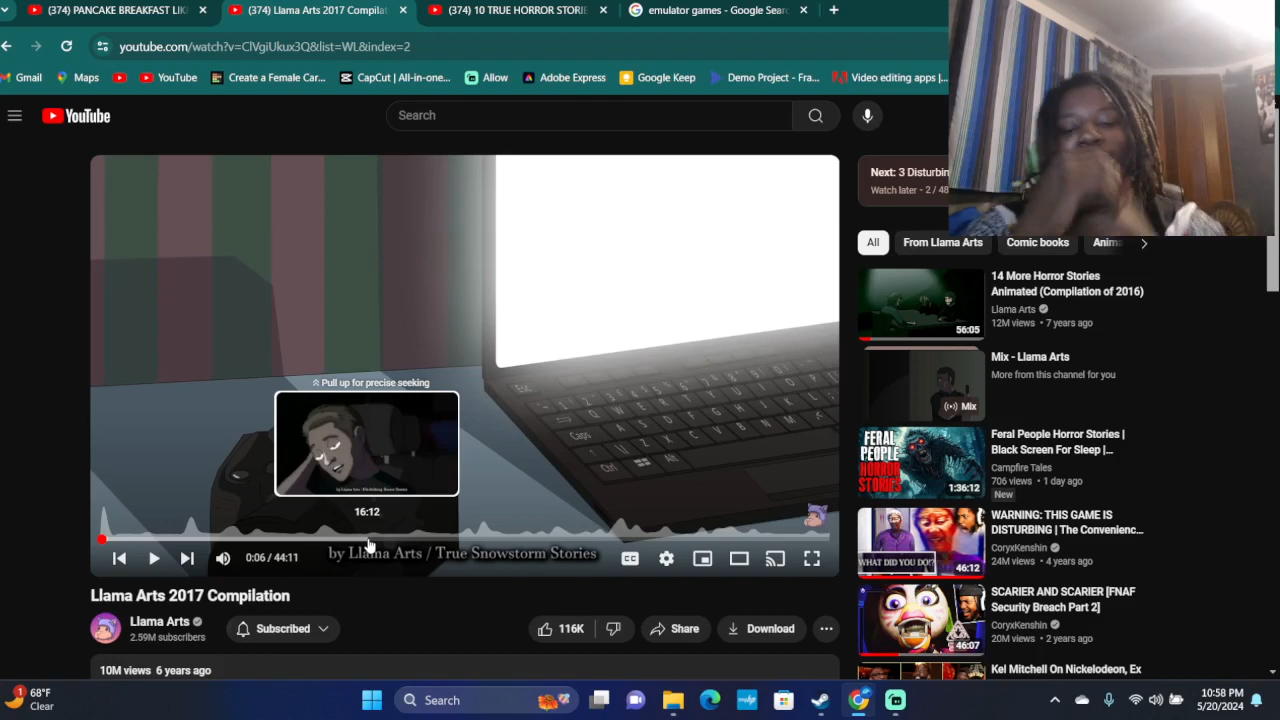 (374) PANCAKE BREAKFAST LIK
(374) Llama Arts 2017 Compilat
(374) 10 TRUE HORROR STORIE
emulator games - Google Sear
youtube.com/watch?v=ClVgiUkux3Q&list=WL&index=2
Gmail
Maps
YouTube
Create a Female Car...
CapCut | All-in-one...
Allow
Adobe Express
Google Keep
Demo Project - Fra...
Video editing apps |...
YouTube
Search
Next: 3 Disturbin
Watch later - 2 / 48
All
From Llama Arts
Comic books
Anim
14 More Horror Stories
Animated (Compilation of 2016)
Llama Arts
12M views • 7 years ago
56:05
Mix - Llama Arts
More from this channel for you
Mix
FERAL
PEOPLE
HORROR
STORIES
1:36:12
Feral People Horror Stories |
Black Screen For Sleep |...
Campfire Tales
706 views • 1 day ago
New
WHAT DID YOU DO!?
46:12
WARNING: THIS GAME IS
DISTURBING | The Convenienc...
CoryxKenshin
24M views • 4 years ago
46:07
SCARIER AND SCARIER [FNAF
Security Breach Part 2]
CoryxKenshin
20M views • 2 years ago
Kel Mitchell On Nickelodeon, Ex
Esc
Caps
Ctrl
Alt
Pull up for precise seeking
16:12
0:06 / 44:11
by Llama Arts / True Snowstorm Stories
CC
Llama Arts 2017 Compilation
Llama Arts
2.59M subscribers
Subscribed
116K
Share
Download
10M views 6 years ago
1
68°F
Clear
Search
10:58 PM
5/20/2024